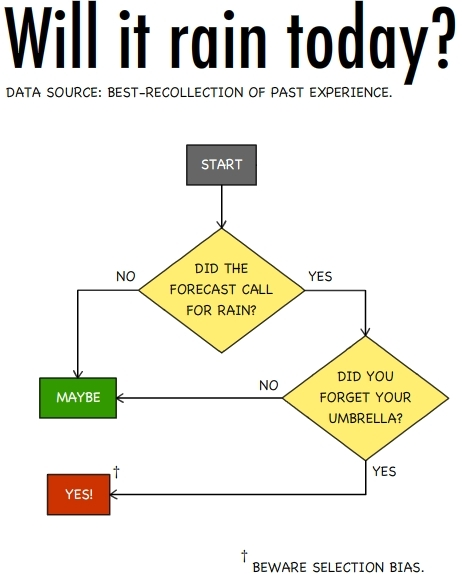 Will it rain today?
DATA SOURCE: BEST-RECOLLECTION OF PAST EXPERIENCE.
START
DID THE
FORECAST CALL
FOR RAIN?
NO
YES
DID YOU
FORGET YOUR
UMBRELLA?
NO
MAYBE
YES
YES!
†
† BEWARE SELECTION BIAS.